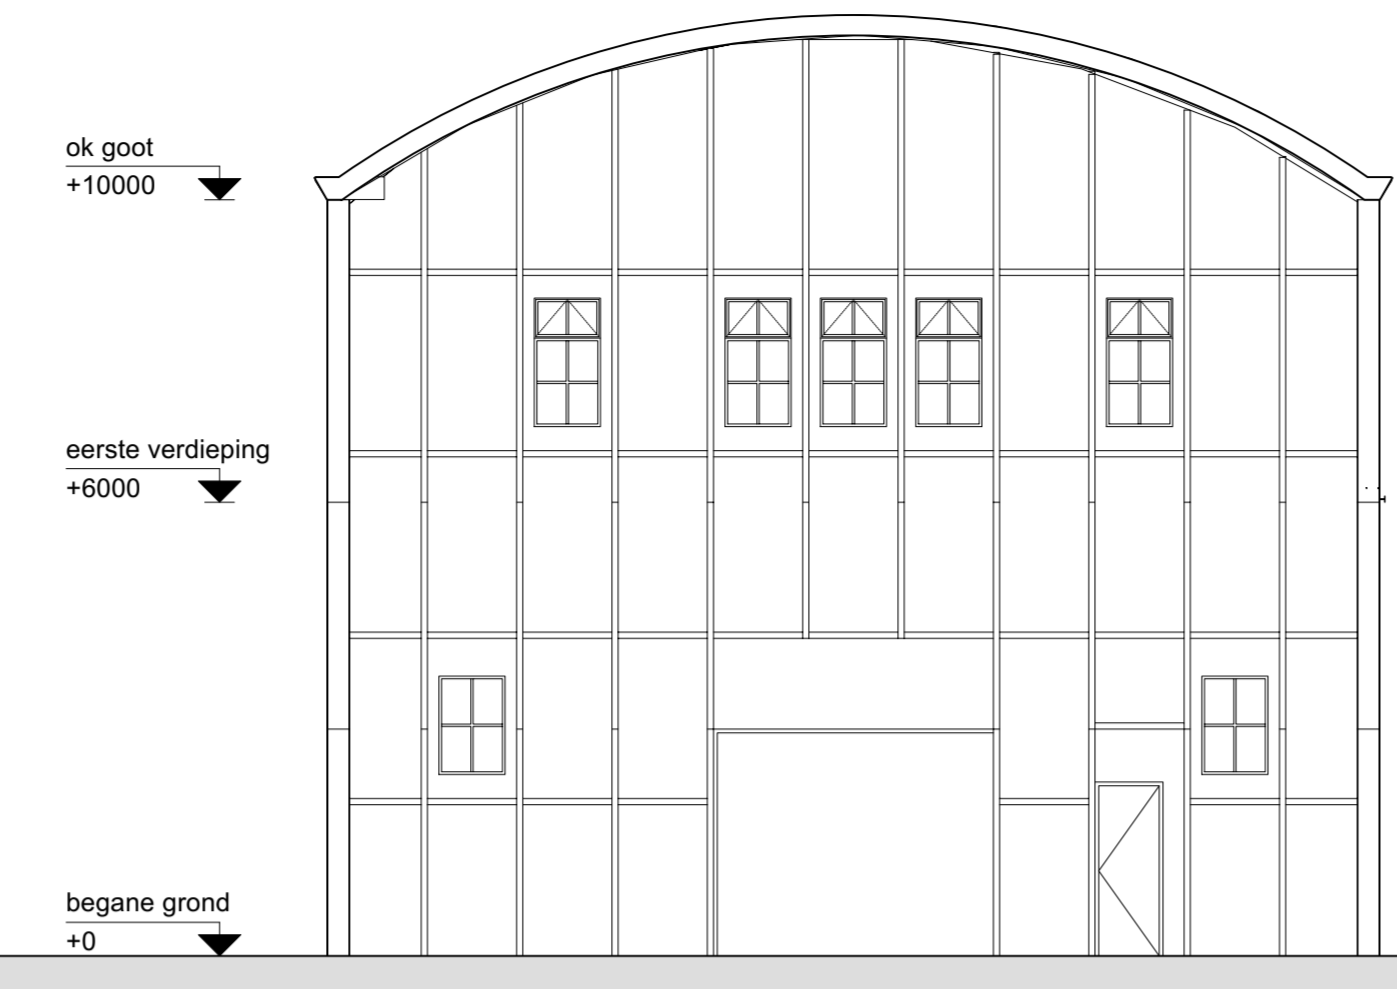 ok goot
+10000
eerste verdieping
+6000
begane grond
+0